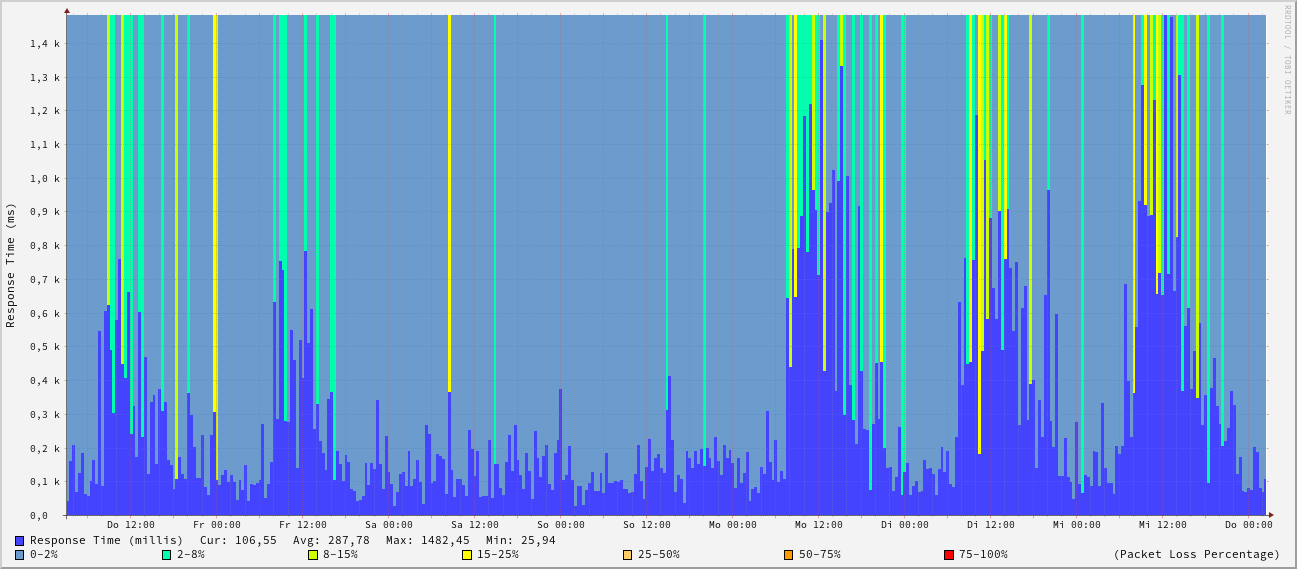 RRDTOOL / TOBI OETIKER
Response Time (ms)
1,4 k
1,3 k
1,2 k
1,1 k
1,0 k
0,9 k
0,8 k
0,7 k
0,6 k
0,5 k
0,4 k
0,3 k
0,2 k
0,1 k
0,0
Do 12:00 Fr 00:00 Fr 12:00 Sa 00:00 Sa 12:00 So 00:00 So 12:00 Mo 00:00 Mo 12:00 Di 00:00 Di 12:00 Mi 00:00 Mi 12:00 Do 00:00
Response Time (millis) Cur: 106,55 Avg: 287,78 Max: 1482,45 Min: 25,94
0-2% 2-8% 8-15% 15-25% 25-50% 50-75% 75-100% (Packet Loss Percentage)